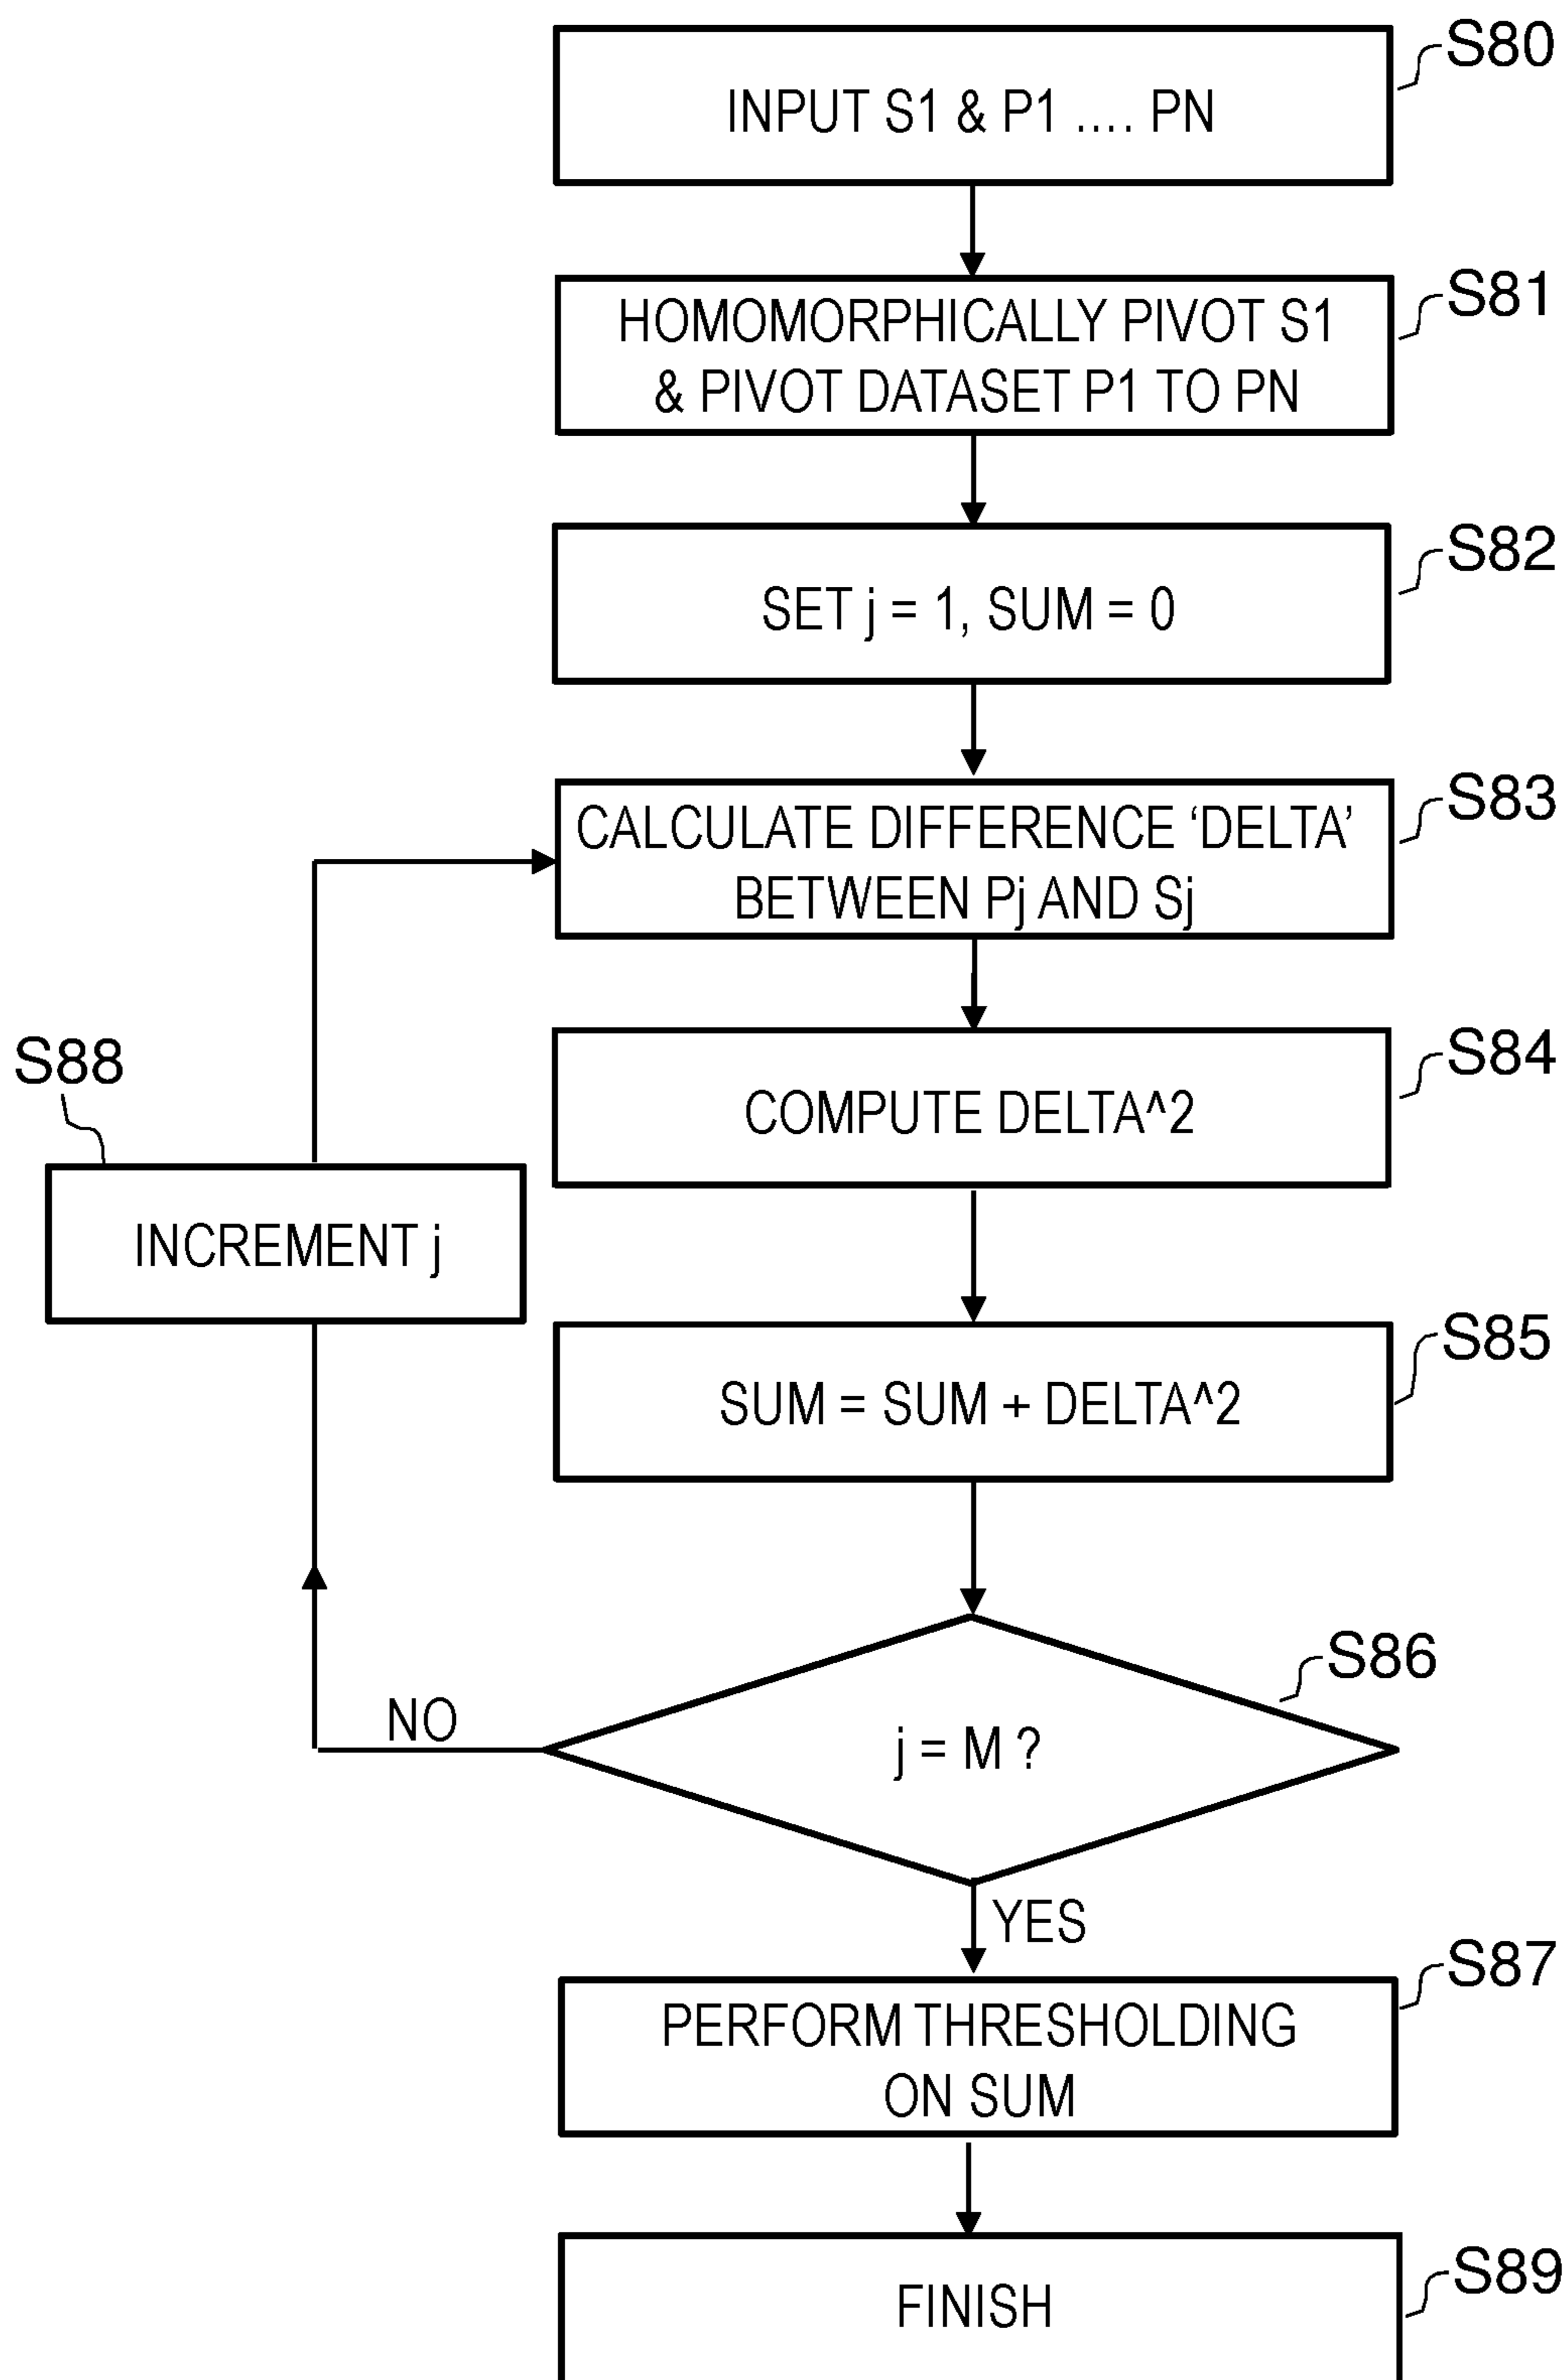 S80
INPUT S1 & P1 .... PN
S81
HOMOMORPHICALLY PIVOT S1
& PIVOT DATASET P1 TO PN
S82
SET j = 1, SUM = 0
S83
CALCULATE DIFFERENCE ‘DELTA’
BETWEEN Pj AND Sj
S84
COMPUTE DELTA^2
S88
INCREMENT j
S85
SUM = SUM + DELTA^2
S86
j = M ?
NO
YES
S87
PERFORM THRESHOLDING
ON SUM
S89
FINISH